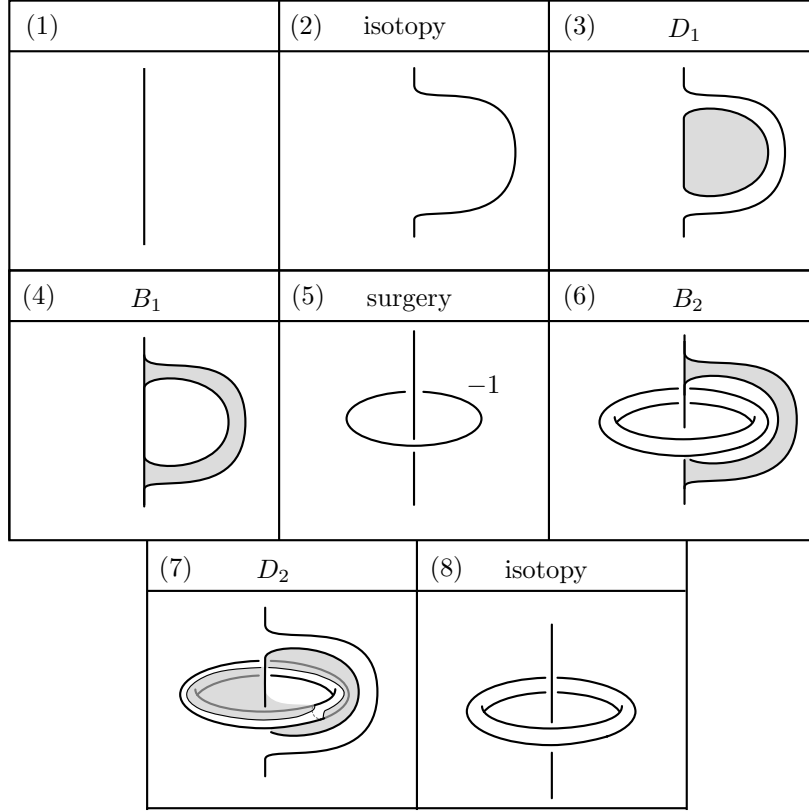 (1)
(2) isotopy
(3) D₁
(4) B₁
(5) surgery
−1
(6) B₂
(7) D₂
(8) isotopy